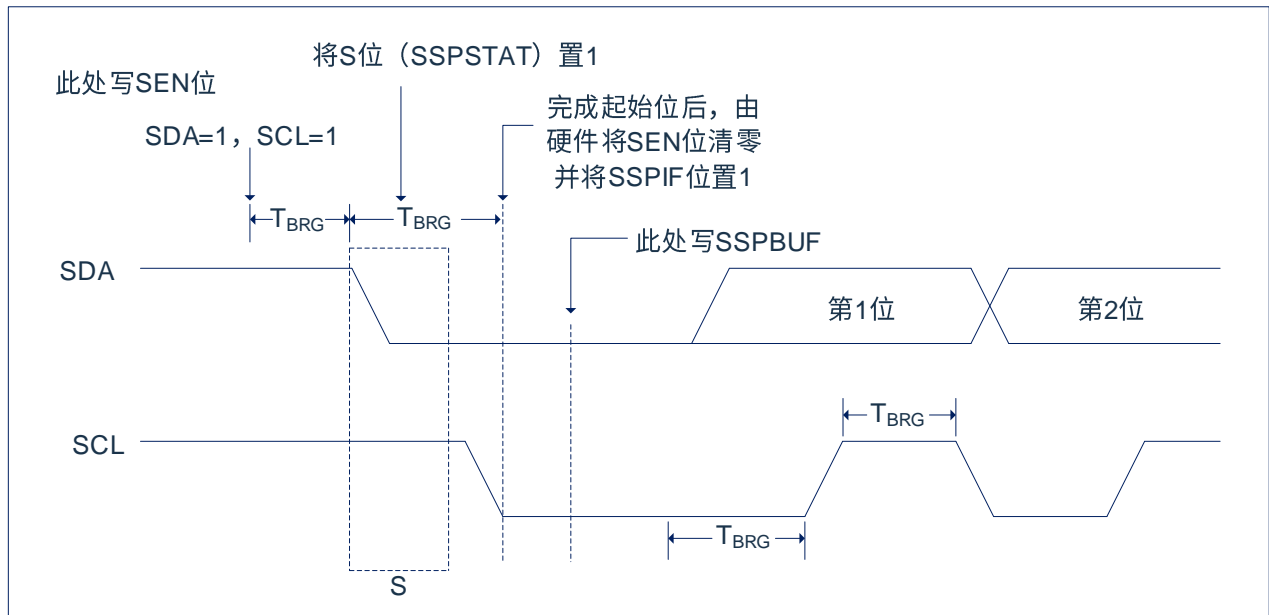 将S位（SSPSTAT）置1
此处写SEN位
SDA=1，SCL=1
完成起始位后，由
硬件将SEN位清零
并将SSPIF位置1
TBRG
TBRG
此处写SSPBUF
SDA
第1位
第2位
TBRG
SCL
TBRG
S